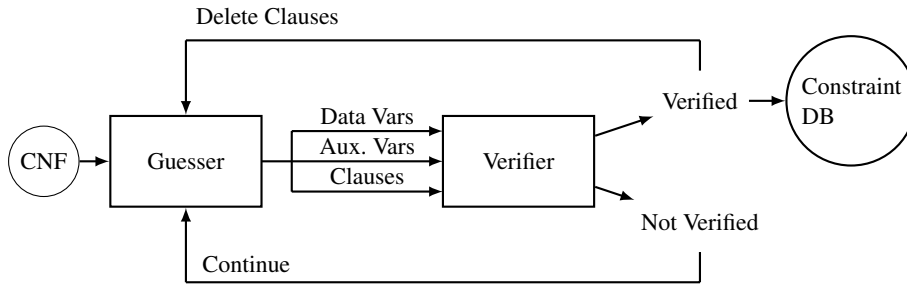 Delete Clauses
Constraint
DB
Verified
Data Vars
Aux. Vars
Clauses
CNF
Guesser
Verifier
Not Verified
Continue